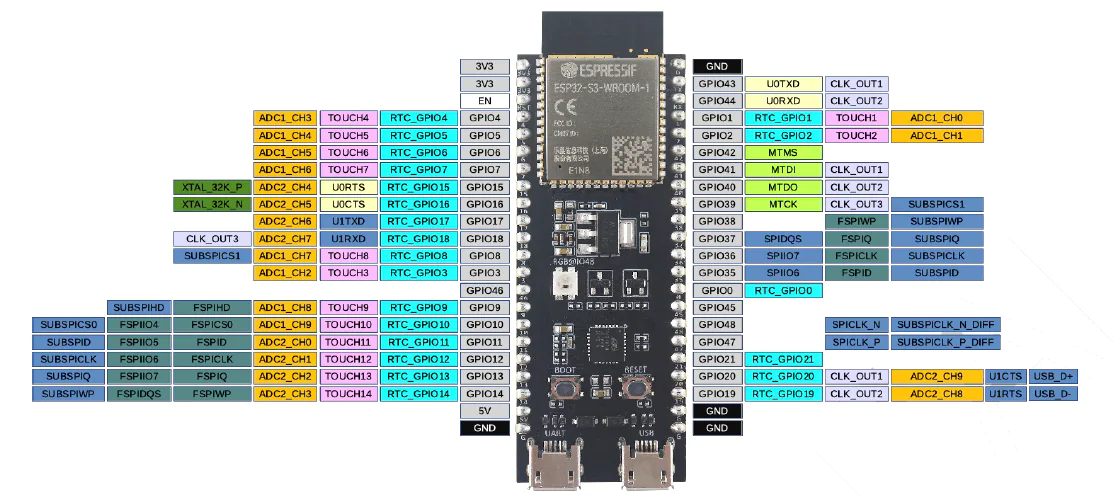 3V3 GND
3V3 GPIO43 U0TXD CLK_OUT1
EN GPIO44 U0RXD CLK_OUT2
ADC1_CH3 TOUCH4 RTC_GPIO4 GPIO4 GPIO1 RTC_GPIO1 TOUCH1 ADC1_CH0
ADC1_CH4 TOUCH5 RTC_GPIO5 GPIO5 GPIO2 RTC_GPIO2 TOUCH2 ADC1_CH1
ADC1_CH5 TOUCH6 RTC_GPIO6 GPIO6 GPIO42 MTMS
ADC1_CH6 TOUCH7 RTC_GPIO7 GPIO7 GPIO41 MTDI CLK_OUT1
XTAL_32K_P ADC2_CH4 U0RTS RTC_GPIO15 GPIO15 GPIO40 MTDO CLK_OUT2
XTAL_32K_N ADC2_CH5 U0CTS RTC_GPIO16 GPIO16 GPIO39 MTCK CLK_OUT3 SUBSPICS1
ADC2_CH6 U1TXD RTC_GPIO17 GPIO17 GPIO38 FSPIWP SUBSPIWP
CLK_OUT3 ADC2_CH7 U1RXD RTC_GPIO18 GPIO18 GPIO37 SPIDQS FSPIQ SUBSPIQ
SUBSPICS1 ADC1_CH7 TOUCH8 RTC_GPIO8 GPIO8 GPIO36 SPIIO7 FSPICLK SUBSPICLK
ADC1_CH2 TOUCH3 RTC_GPIO3 GPIO3 GPIO35 SPIIO6 FSPID SUBSPID
GPIO46 GPIO0 RTC_GPIO0
SUBSPIHD FSPIHD ADC1_CH8 TOUCH9 RTC_GPIO9 GPIO9 GPIO45
SUBSPICS0 FSPIIO4 FSPICS0 ADC1_CH9 TOUCH10 RTC_GPIO10 GPIO10 GPIO48 SPICLK_N SUBSPICLK_N_DIFF
SUBSPID FSPIIO5 FSPID ADC2_CH0 TOUCH11 RTC_GPIO11 GPIO11 GPIO47 SPICLK_P SUBSPICLK_P_DIFF
SUBSPICLK FSPIIO6 FSPICLK ADC2_CH1 TOUCH12 RTC_GPIO12 GPIO12 GPIO21 RTC_GPIO21
SUBSPIQ FSPIIO7 FSPIQ ADC2_CH2 TOUCH13 RTC_GPIO13 GPIO13 GPIO20 RTC_GPIO20 CLK_OUT1 ADC2_CH9 U1CTS USB_D+
SUBSPIWP FSPIDQS FSPIWP ADC2_CH3 TOUCH14 RTC_GPIO14 GPIO14 GPIO19 RTC_GPIO19 CLK_OUT2 ADC2_CH8 U1RTS USB_D-
5V GND
GND GND
ESPRESSIF
ESP32-S3-WROOM-1
CE
E1N8
RGB@IO48
BOOT RESET
UART USB